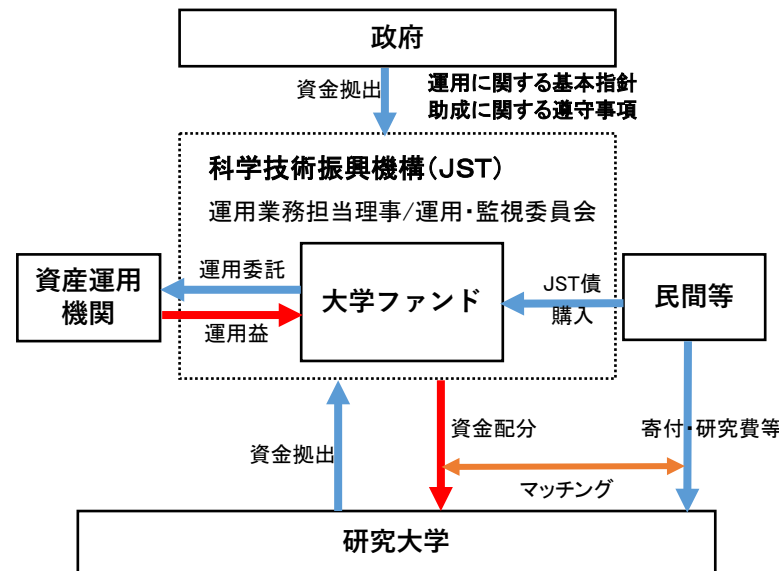 政府
資金拠出
運用に関する基本指針
助成に関する遵守事項
科学技術振興機構(JST)
運用業務担当理事/運用・監視委員会
資産運用
機関
運用委託
運用益
大学ファンド
JST債
購入
民間等
資金拠出
資金配分
寄付・研究費等
マッチング
研究大学